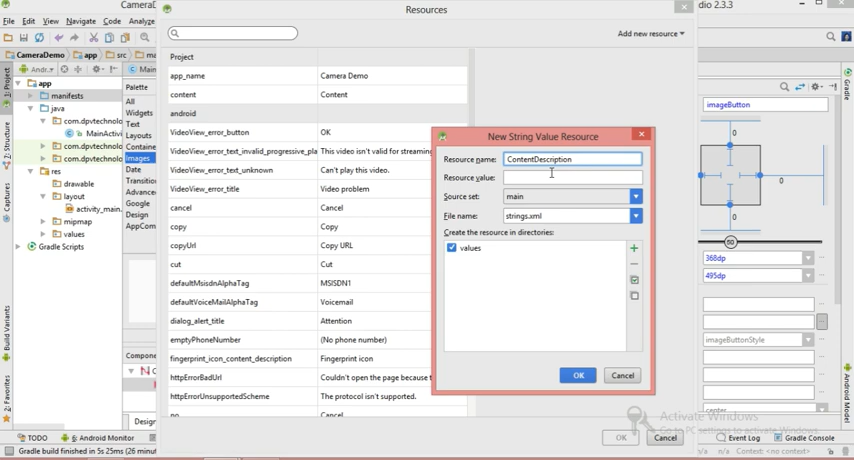 CameraDe
Resources
dio 2.3.3
File Edit View Navigate Code Analyze
CameraDemo app src ma
Add new resource
Andr..
Main
1: Project
app
manifests
java
com.dpvtechnolo
MainActivi
com.dpvtechnolo
com.dpvtechnolo
res
drawable
layout
activity_main.
mipmap
values
Gradle Scripts
7: Structure
Captures
Build Variants
2: Favorites
Palette
All
Widgets
Text
Layouts
Containe
Images
Date
Transitio
Advance
Google
Design
AppCom
Compone
Design
Project
app_name Camera Demo
content Content
android
VideoView_error_button OK
VideoView_error_text_invalid_progressive_pla This video isn't valid for streaming
VideoView_error_text_unknown Can't play this video.
VideoView_error_title Video problem
cancel Cancel
copy Copy
copyUrl Copy URL
cut Cut
defaultMsisdnAlphaTag MSISDN1
defaultVoiceMailAlphaTag Voicemail
dialog_alert_title Attention
emptyPhoneNumber (No phone number)
fingerprint_icon_content_description Fingerprint icon
httpErrorBadUrl Couldn't open the page because t
httpErrorUnsupportedScheme The protocol isn't supported.
no Cancel
OK Cancel
New String Value Resource
Resource name: ContentDescription
Resource value:
Source set: main
File name: strings.xml
Create the resource in directories:
values
OK Cancel
imageButton
0
0
0
50
368dp
495dp
imageButtonStyle
center
Gradle
Android Model
Activate Windows
Go to PC settings to activate Windows.
TODO 6: Android Monitor
Event Log Gradle Console
Gradle build finished in 5s 25ms (26 minut
n/a n/a Context: <no context>